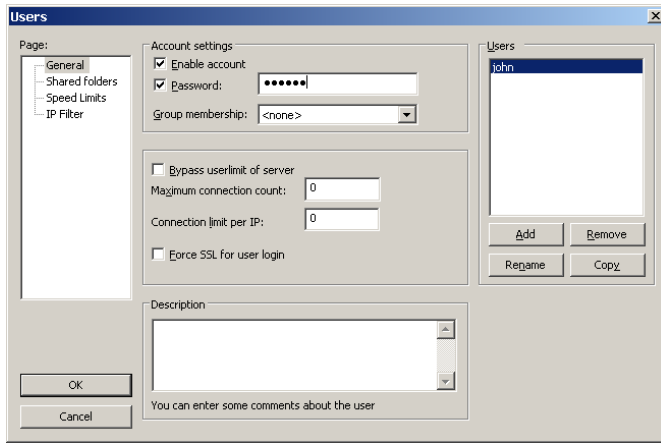 Users
Page:
General
Shared folders
Speed Limits
IP Filter
OK
Cancel
Account settings
Enable account
Password: ●●●●●●
Group membership: <none>
Bypass userlimit of server
Maximum connection count: 0
Connection limit per IP: 0
Force SSL for user login
Description
You can enter some comments about the user
Users
john
Add Remove
Rename Copy